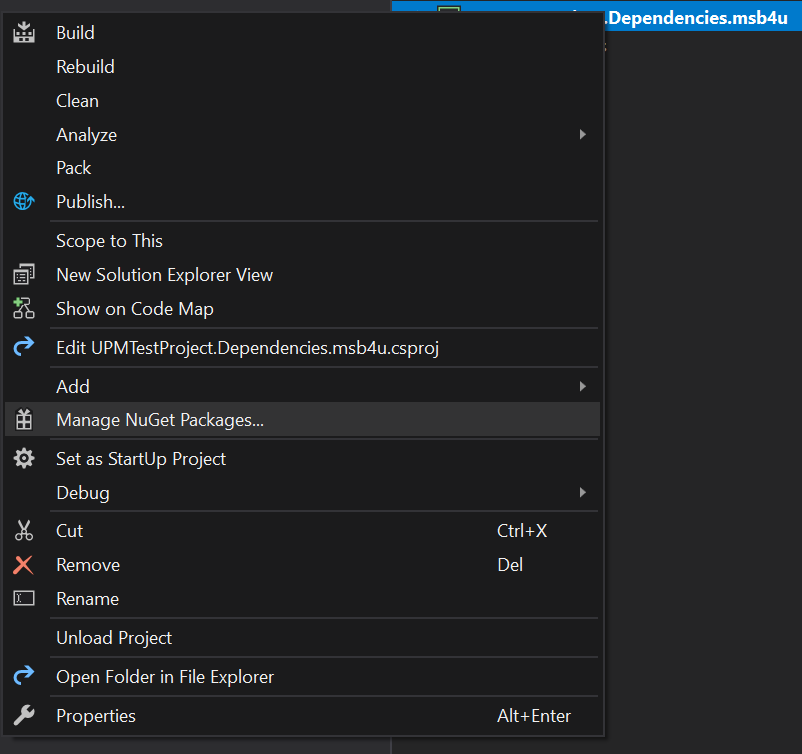 .Dependencies.msb4u
Build
Rebuild
Clean
Analyze
Pack
Publish...
Scope to This
New Solution Explorer View
Show on Code Map
Edit UPMTestProject.Dependencies.msb4u.csproj
Add
Manage NuGet Packages...
Set as StartUp Project
Debug
Cut Ctrl+X
Remove Del
Rename
Unload Project
Open Folder in File Explorer
Properties Alt+Enter